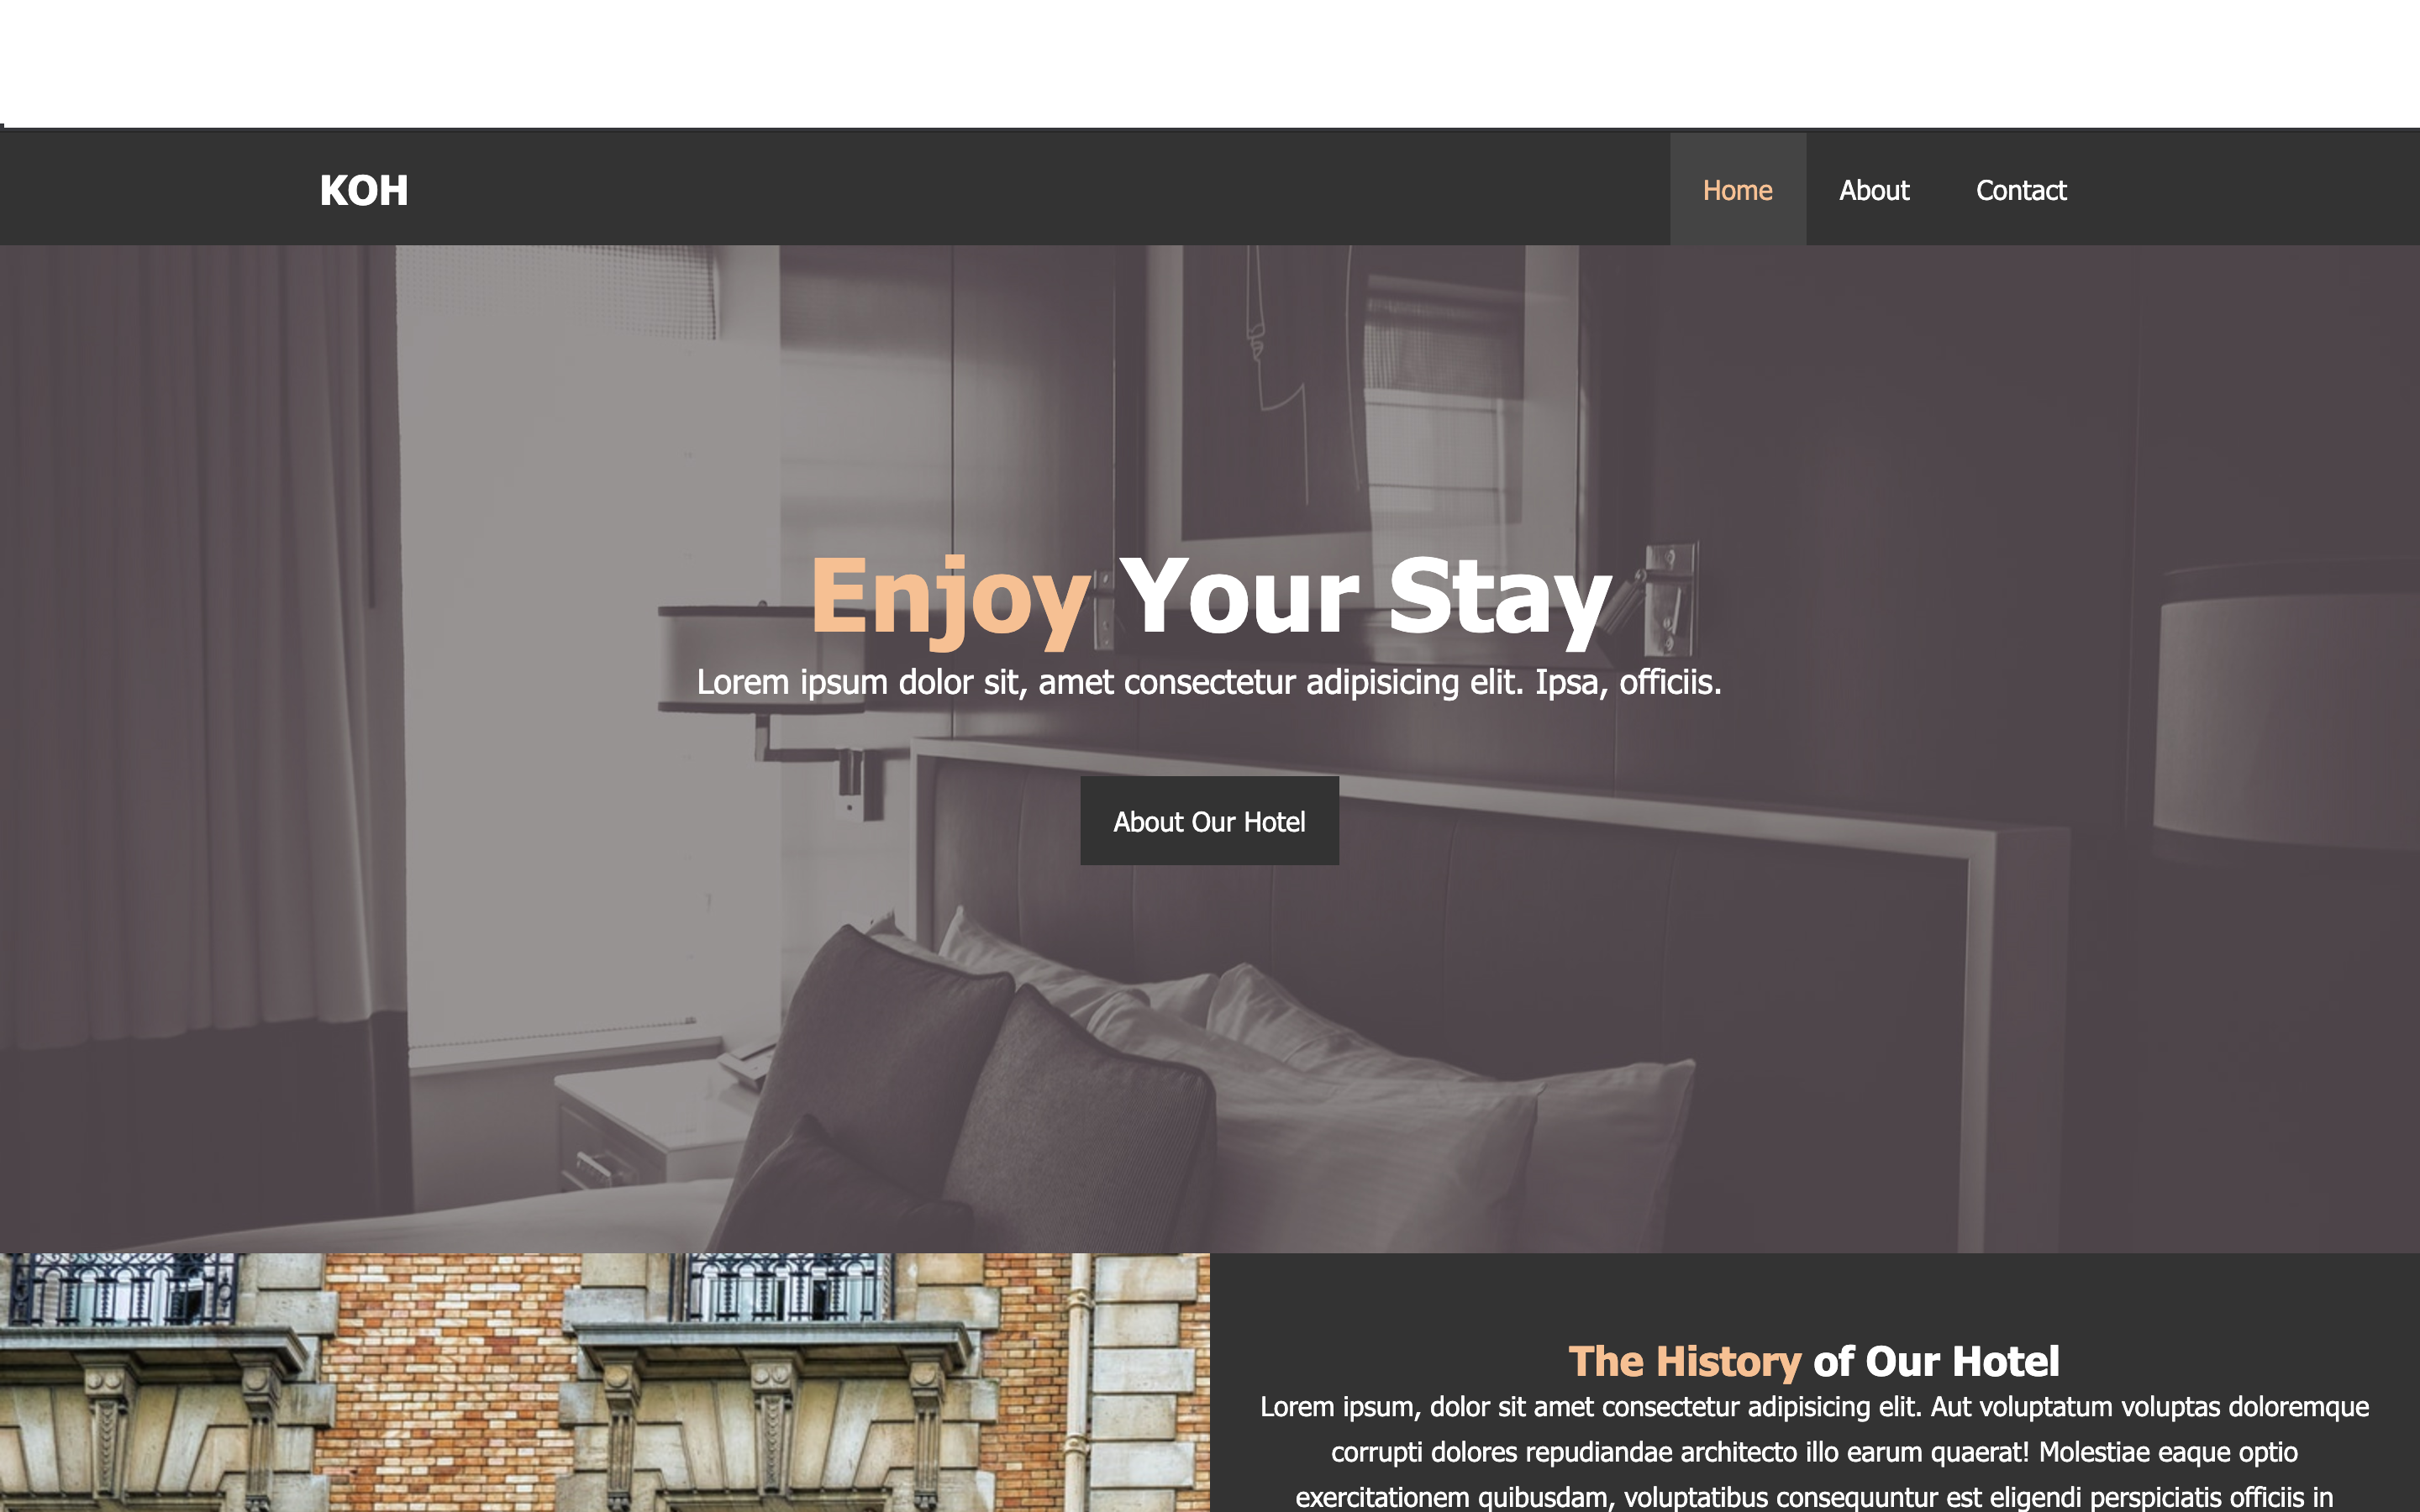 KOH
Home
About
Contact
Enjoy Your Stay
Lorem ipsum dolor sit, amet consectetur adipisicing elit. Ipsa, officiis.
About Our Hotel
The History of Our Hotel
Lorem ipsum, dolor sit amet consectetur adipisicing elit. Aut voluptatum voluptas doloremque
corrupti dolores repudiandae architecto illo earum quaerat! Molestiae eaque optio
exercitationem quibusdam, voluptatibus consequuntur est eligendi perspiciatis officiis in